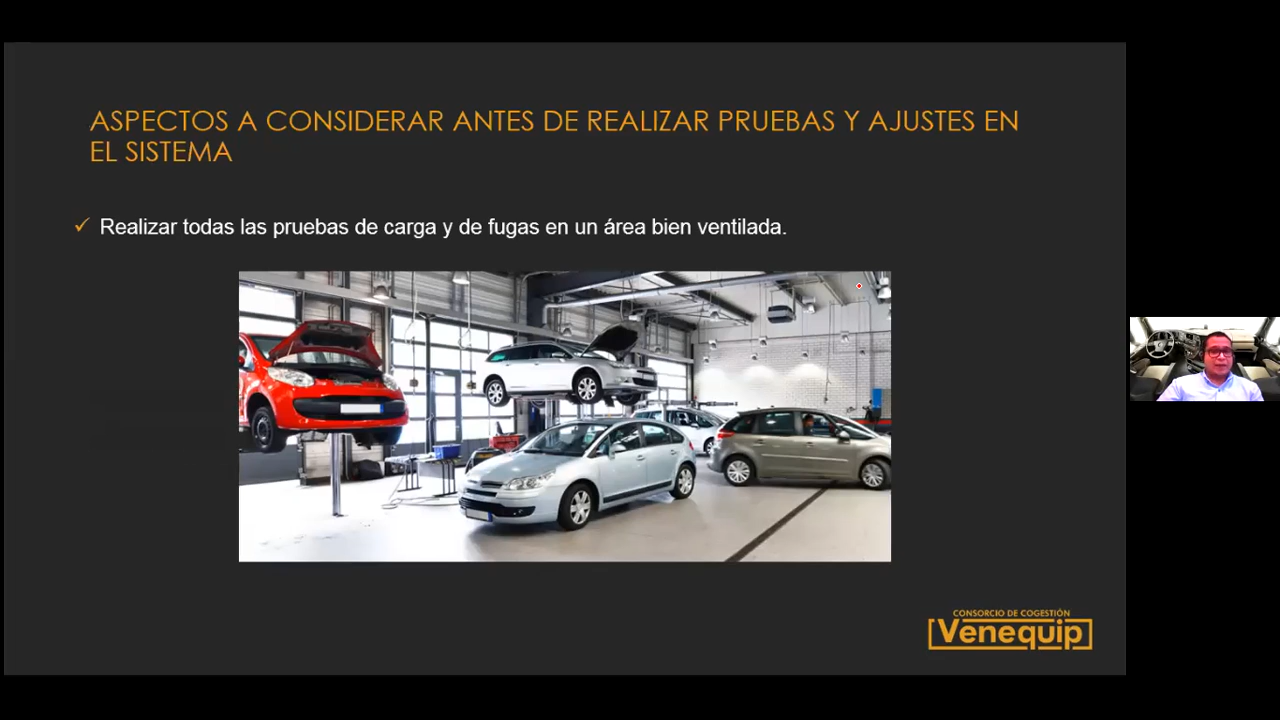 ASPECTOS A CONSIDERAR ANTES DE REALIZAR PRUEBAS Y AJUSTES EN
EL SISTEMA
✓ Realizar todas las pruebas de carga y de fugas en un área bien ventilada.
CONSORCIO DE COGESTIÓN
Venequip